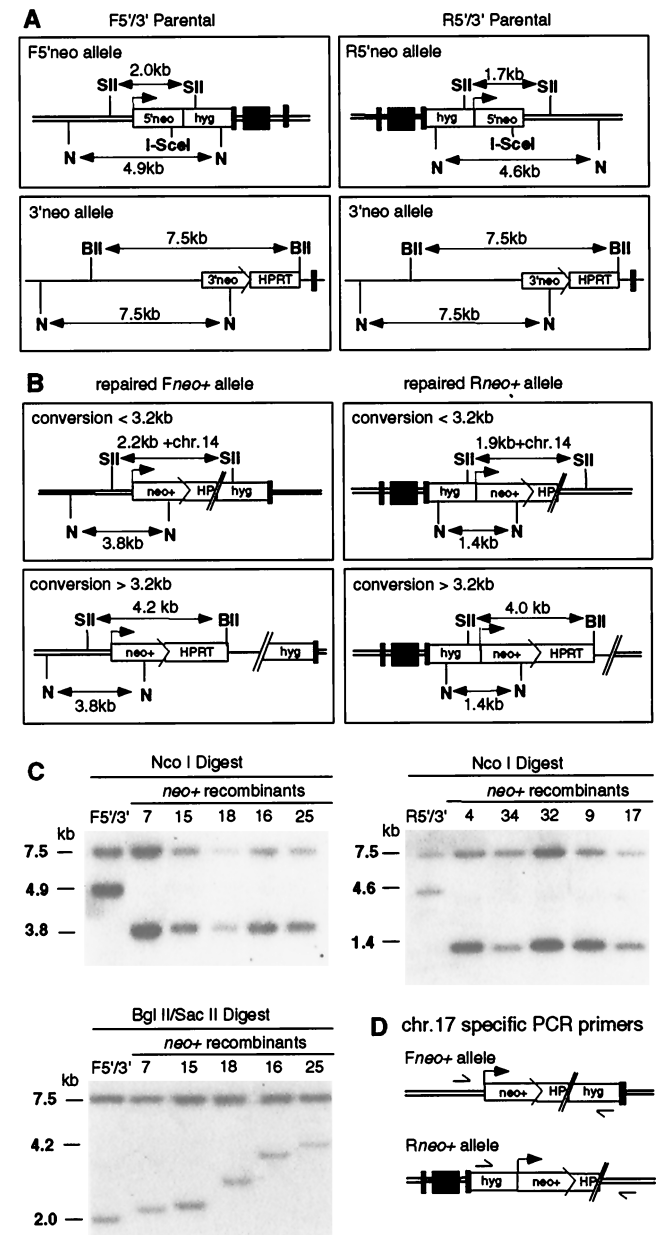 A
F5'/3' Parental
R5'/3' Parental
F5'neo allele
2.0kb
SII
SII
5'neo
hyg
I-SceI
N
N
4.9kb
R5'neo allele
1.7kb
SII
SII
hyg
5'neo
I-SceI
N
N
4.6kb
3'neo allele
7.5kb
BII
BII
3'neo
HPRT
7.5kb
N
N
3'neo allele
7.5kb
BII
BII
3'neo
HPRT
7.5kb
N
N
B
repaired Fneo+ allele
repaired Rneo+ allele
conversion < 3.2kb
2.2kb +chr.14
SII
SII
neo+
HP
hyg
N
N
3.8kb
conversion < 3.2kb
1.9kb+chr.14
SII
SII
hyg
neo+
HP
N
N
1.4kb
conversion > 3.2kb
4.2 kb
SII
BII
neo+
HPRT
hyg
N
N
3.8kb
conversion > 3.2kb
4.0 kb
SII
BII
hyg
neo+
HPRT
N
N
1.4kb
C
Nco I Digest
neo+ recombinants
F5'/3' 7 15 18 16 25
kb
7.5
4.9
3.8
Nco I Digest
neo+ recombinants
R5'/3' 4 34 32 9 17
kb
7.5
4.6
1.4
Bgl II/Sac II Digest
neo+ recombinants
F5'/3' 7 15 18 16 25
kb
7.5
4.2
2.0
D
chr.17 specific PCR primers
Fneo+ allele
neo+
HP
hyg
Rneo+ allele
hyg
neo+
HP